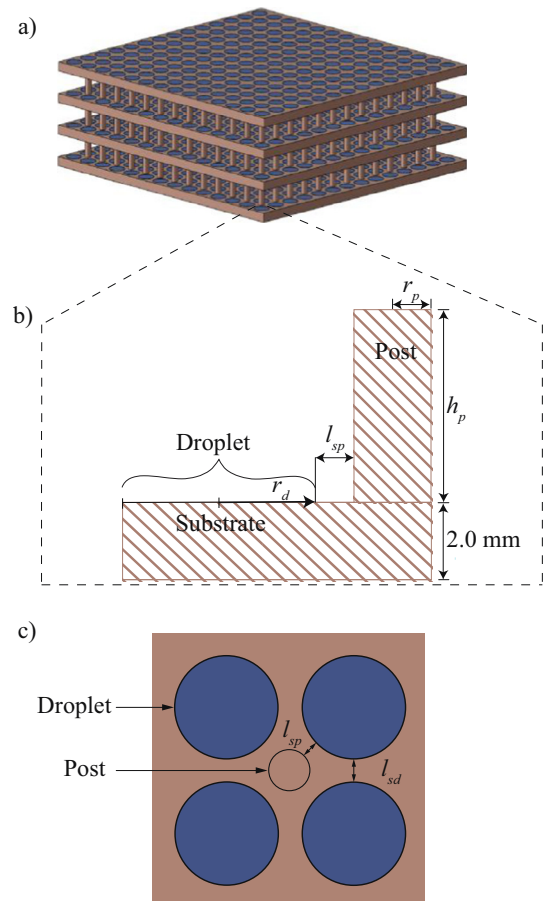 a)
b)
r_p
Post
h_p
l_sp
Droplet
r_d
Substrate
2.0 mm
c)
Droplet
l_sp
Post
l_sd